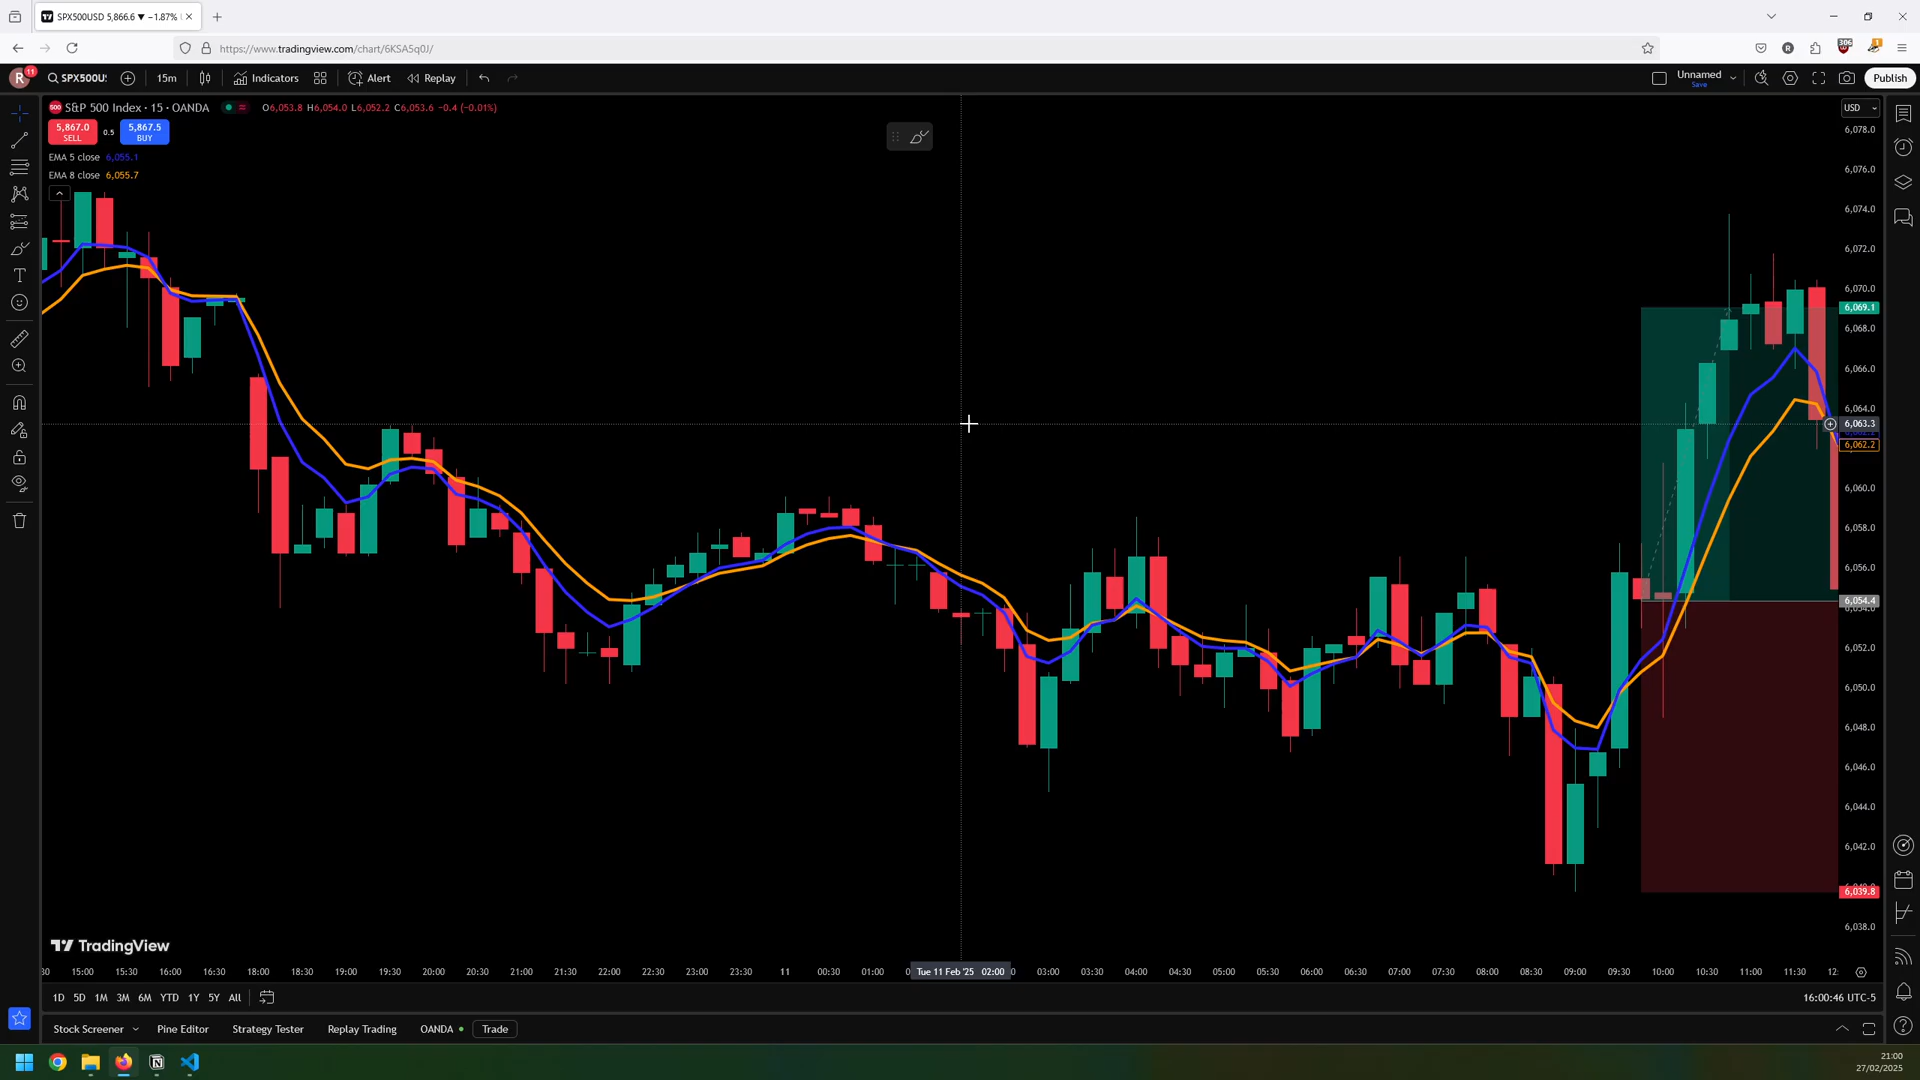 SPX500USD 5,866.6 ▼ −1.87%
https://www.tradingview.com/chart/6KSA5q0J/
306
1
R
11
SPX500U:
15m
Indicators
Alert
Replay
Unnamed
Save
Publish
S&P 500 Index · 15 · OANDA
O6,053.8 H6,054.0 L6,052.2 C6,053.6 −0.4 (−0.01%)
USD
5,867.0
SELL
0.5
5,867.5
BUY
EMA 5 close 6,055.1
EMA 8 close 6,055.7
6,078.0
6,076.0
6,074.0
6,072.0
6,070.0
6,069.1
6,068.0
6,066.0
6,064.0
6,063.3
6,062.2
6,060.0
6,058.0
6,056.0
6,054.4
6,054.0
6,052.0
6,050.0
6,048.0
6,046.0
6,044.0
6,042.0
6,039.8
6,038.0
TradingView
:30 15:00 15:30 16:00 16:30 18:00 18:30 19:00 19:30 20:00 20:30 21:00 21:30 22:00 22:30 23:00 23:30 11 00:30 01:00 Tue 11 Feb '25 02:00 03:00 03:30 04:00 04:30 05:00 05:30 06:00 06:30 07:00 07:30 08:00 08:30 09:00 09:30 10:00 10:30 11:00 11:30 12:
1D 5D 1M 3M 6M YTD 1Y 5Y All
16:00:46 UTC-5
Stock Screener Pine Editor Strategy Tester Replay Trading OANDA Trade
21:00
27/02/2025